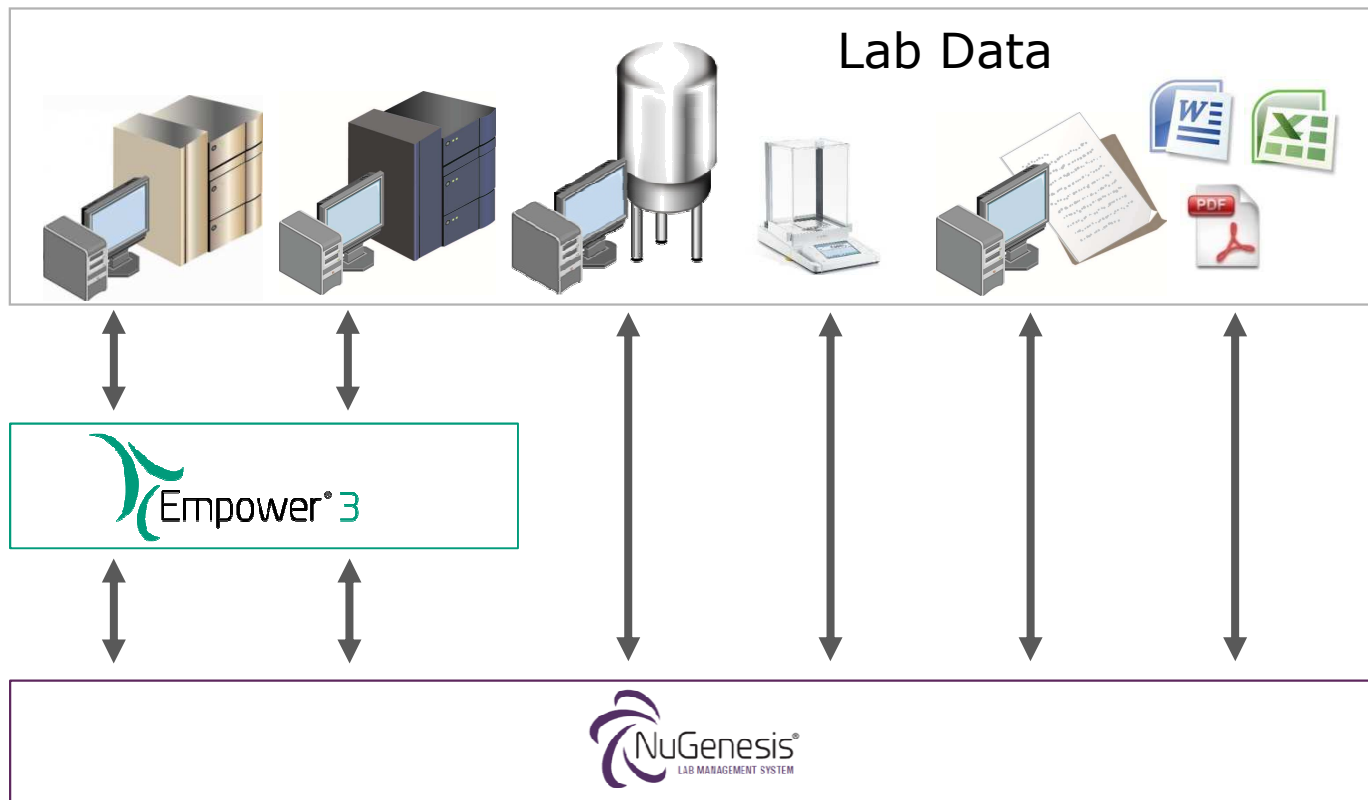 Lab Data
W
X
PDF
Empower® 3
NuGenesis®
LAB MANAGEMENT SYSTEM